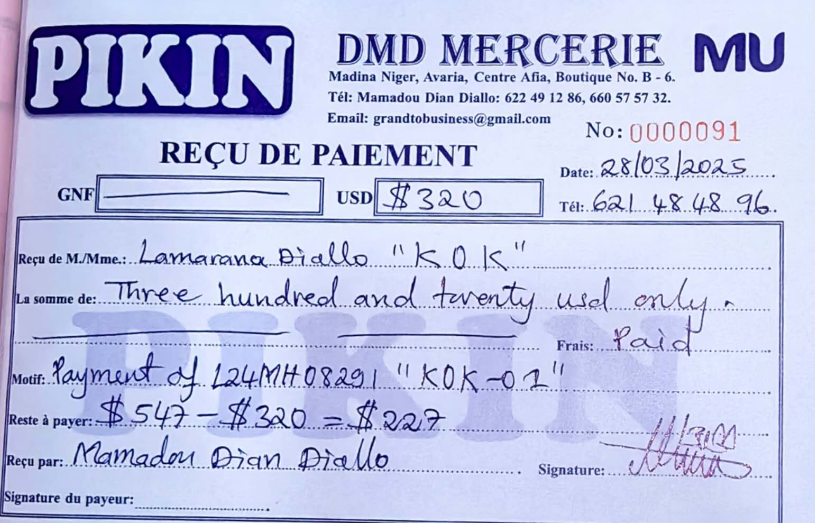 PIKIN
DMD MERCERIE MU
Madina Niger, Avaria, Centre Afia, Boutique No. B - 6.
Tél: Mamadou Dian Diallo: 622 49 12 86, 660 57 57 32.
Email: grandtobusiness@gmail.com
No: 0000091
REÇU DE PAIEMENT
Date: 28/03/2025
GNF USD $320
Tél: 621 48 48 96.
Reçu de M./Mme.: Lamarana Diallo "KOK"
La somme de: Three hundred and twenty usd only.
Frais: Paid
Motif: Payment of L24MH08291 "KOK-01"
Reste à payer: $547 - $320 = $227
Reçu par: Mamadou Dian Diallo
Signature:
Signature du payeur:
PIKIN